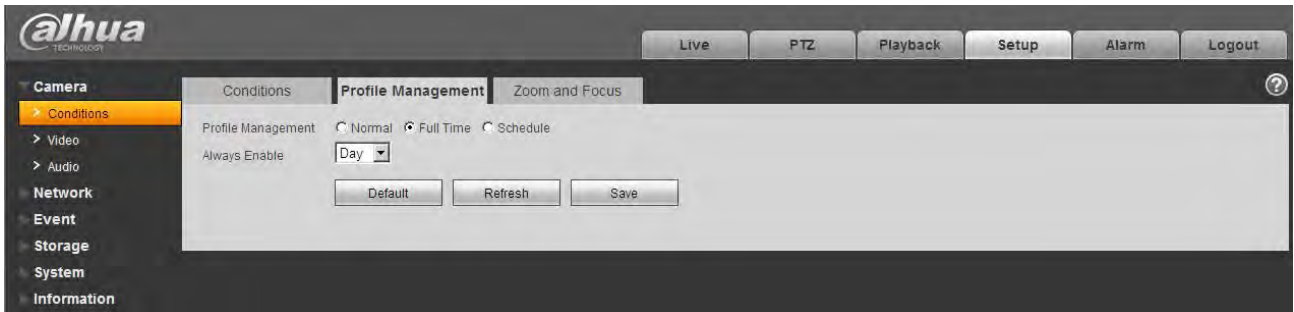 alhua
TECHNOLOGY
Live PTZ Playback Setup Alarm Logout
Camera
Conditions
Video
Audio
Network
Event
Storage
System
Information
Conditions Profile Management Zoom and Focus
Profile Management Normal Full Time Schedule
Always Enable Day
Default Refresh Save